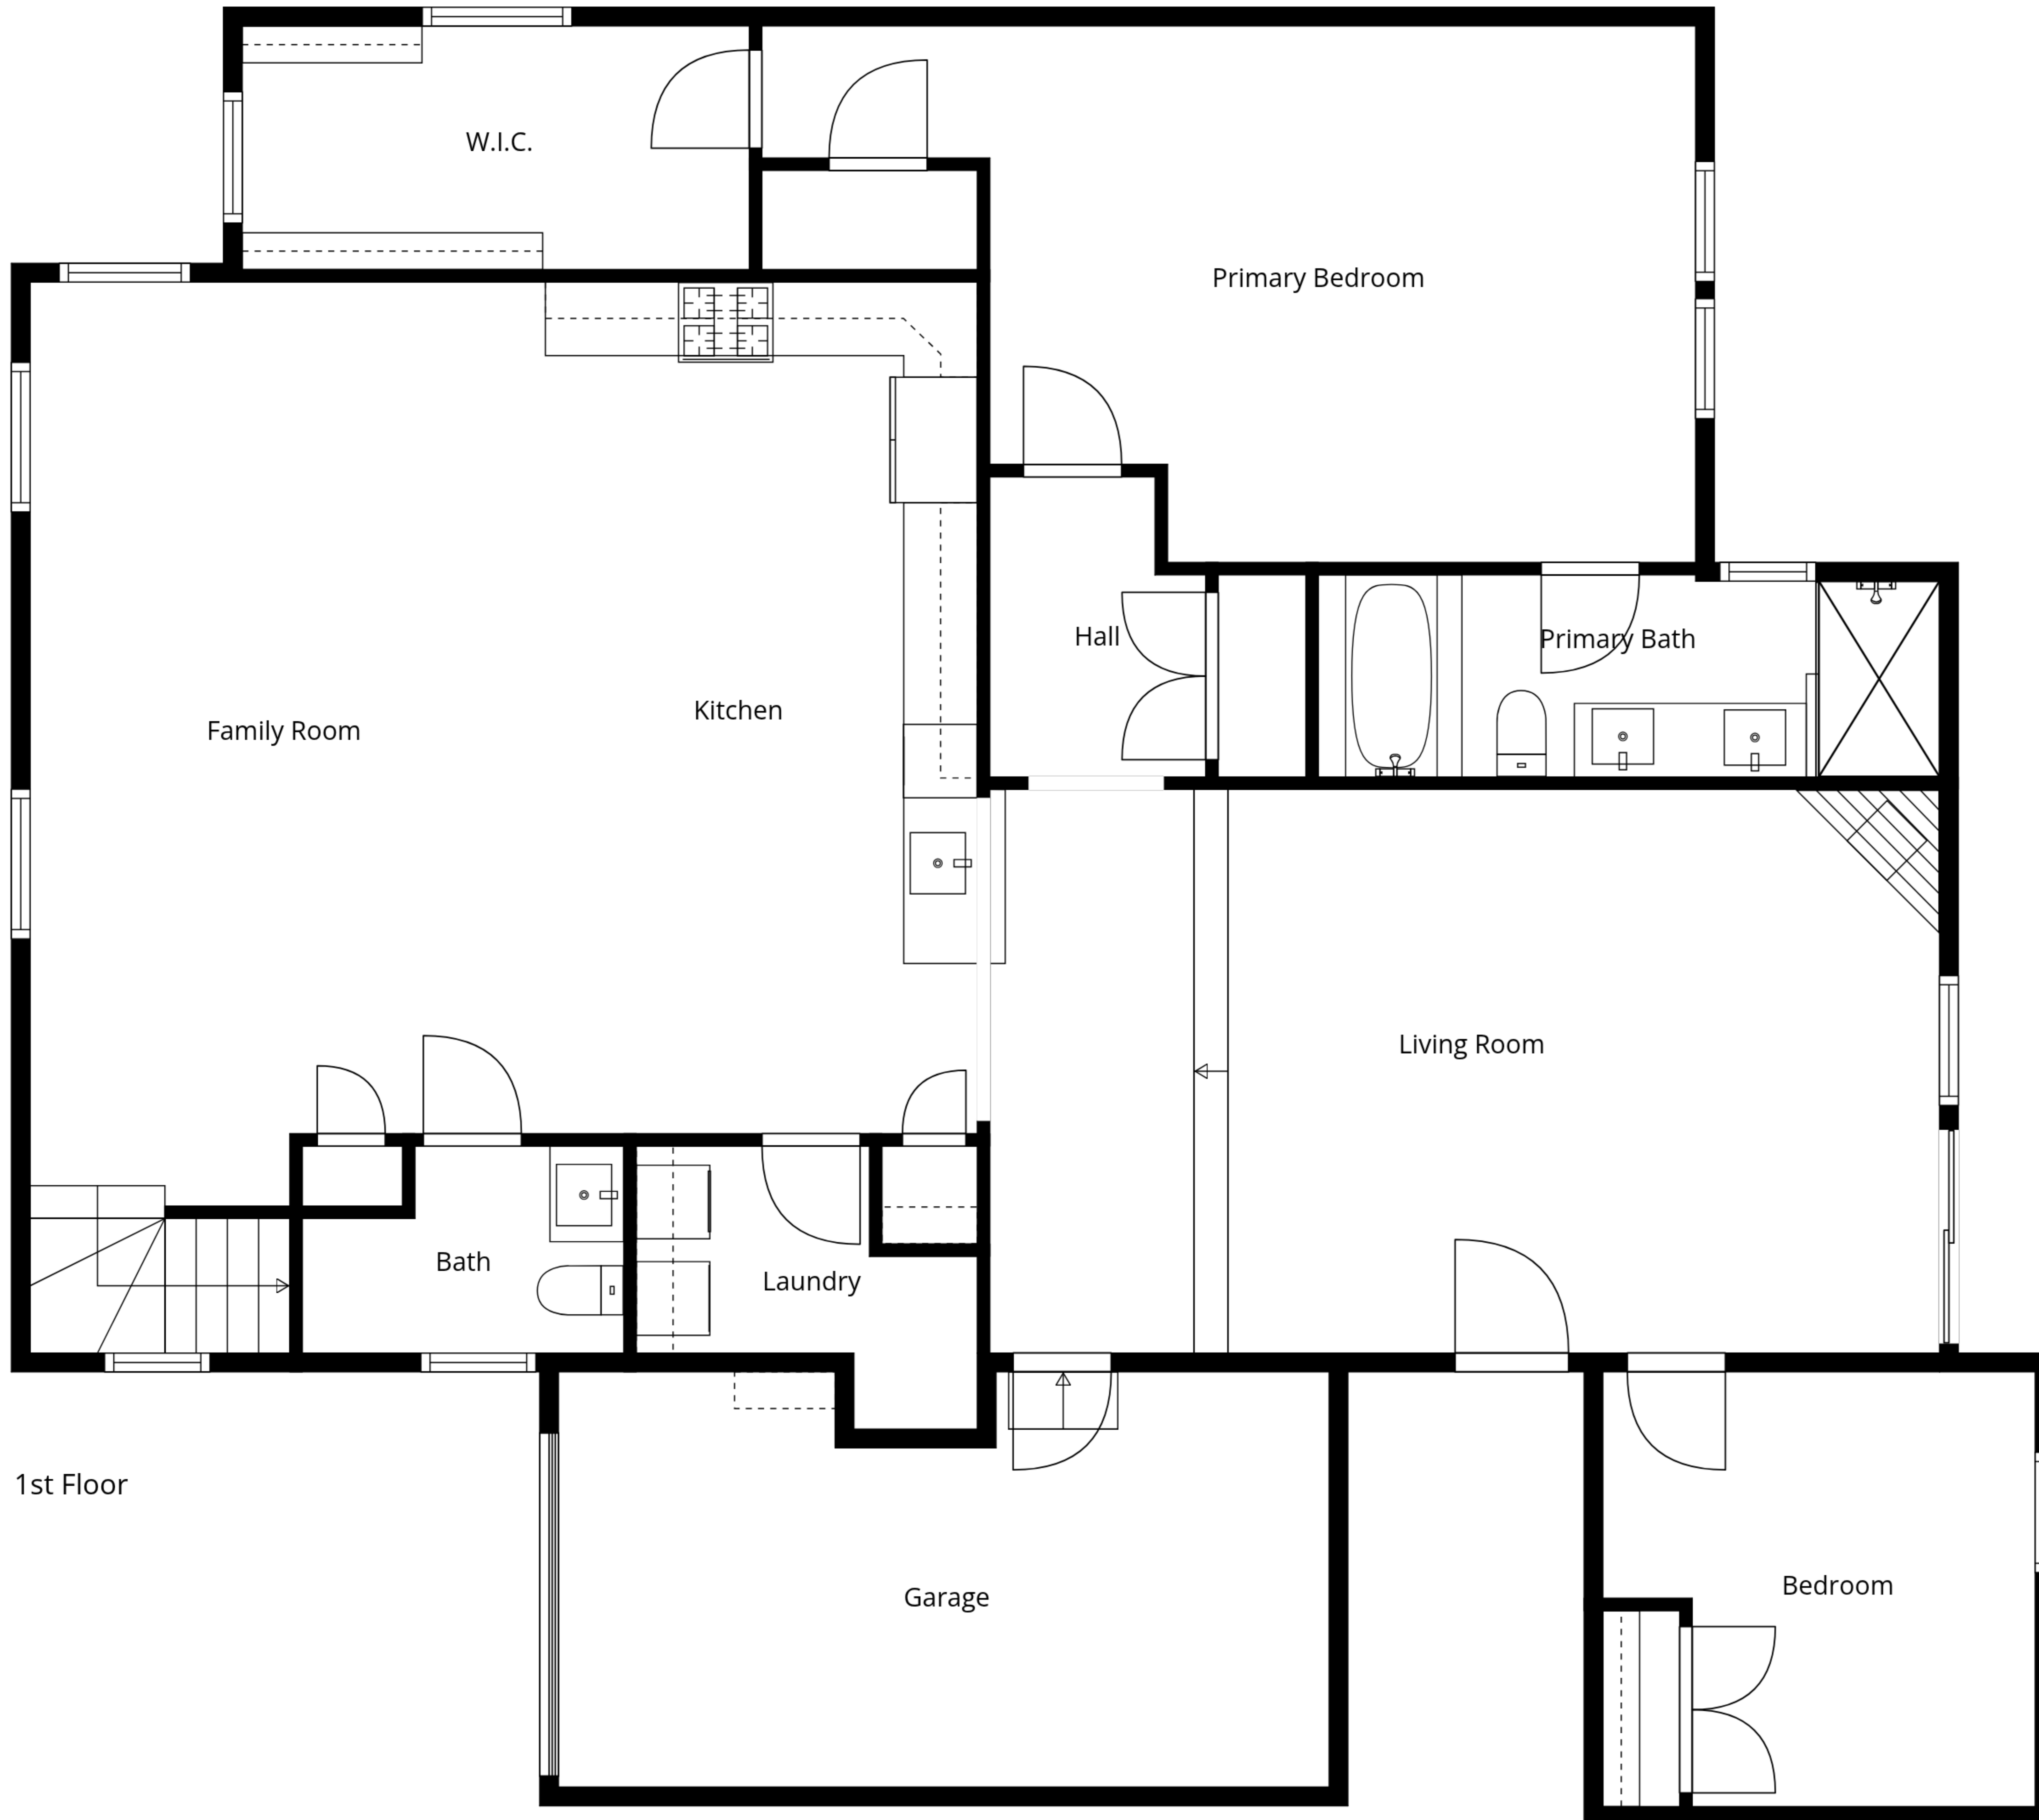 W.I.C.
Primary Bedroom
Hall
Primary Bath
Kitchen
Family Room
Living Room
Bath
Laundry
1st Floor
Garage
Bedroom